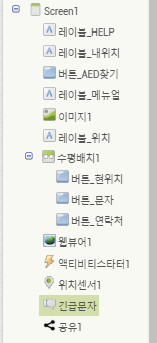 Screen1
레이블_HELP
레이블_내위치
버튼_AED찾기
레이블_메뉴얼
이미지1
레이블_위치
수평배치1
버튼_현위치
버튼_문자
버튼_연락처
웹뷰어1
액티비티스타터1
위치센서1
긴급문자
공유1